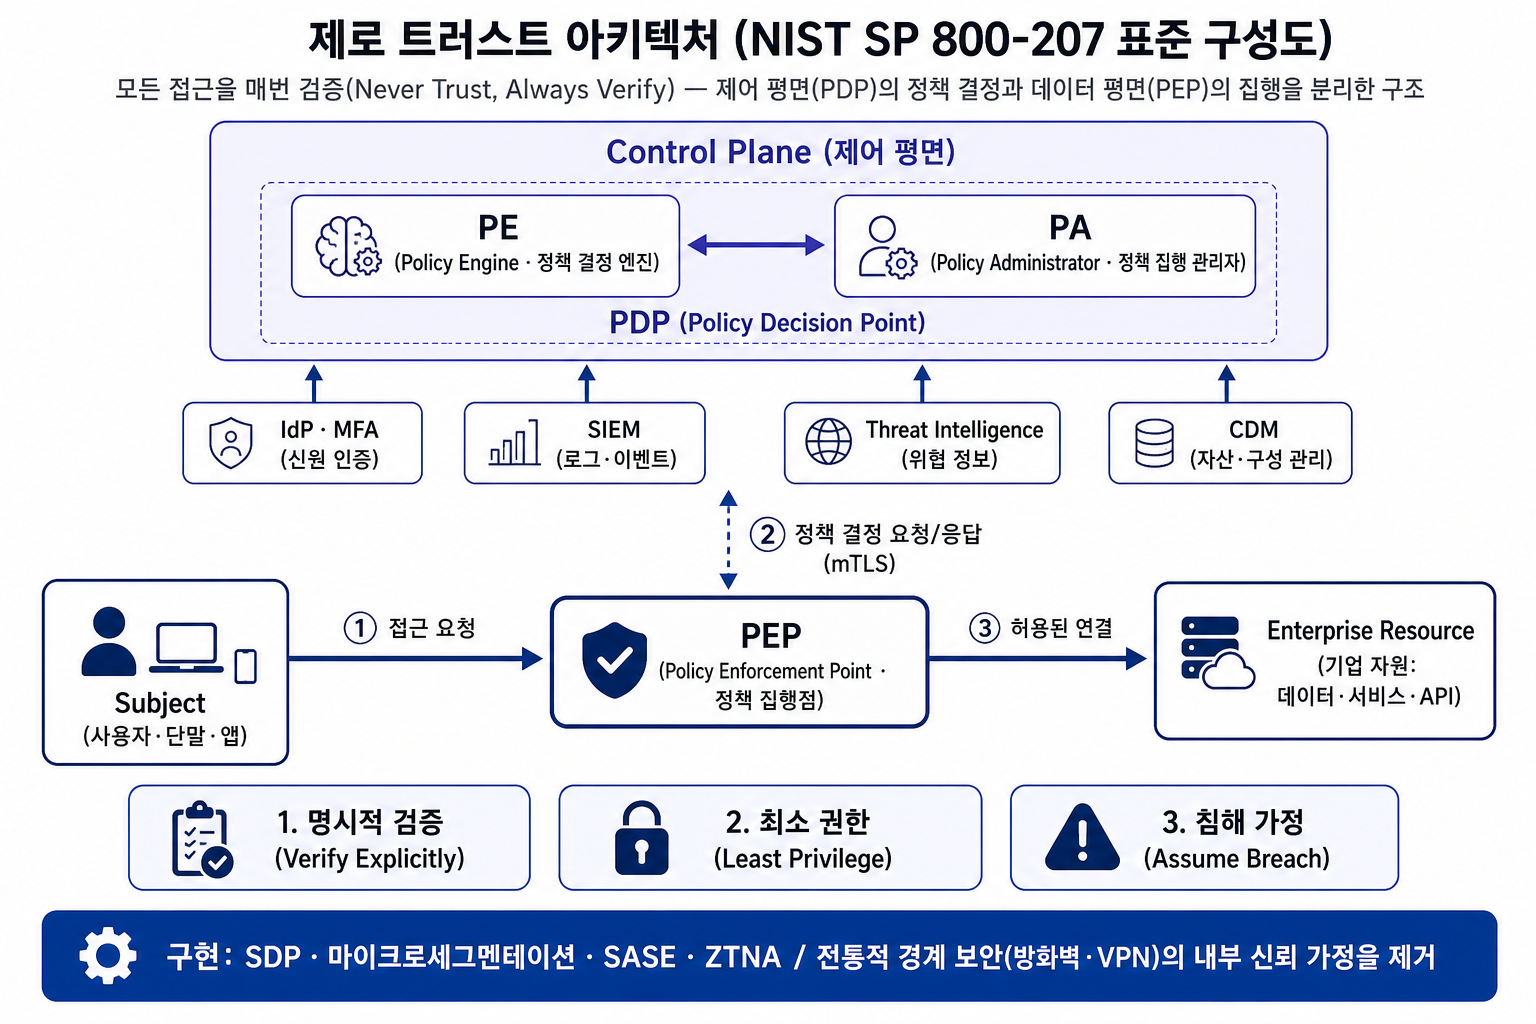 제로 트러스트 아키텍처 (NIST SP 800-207 표준 구성도)
모든 접근을 매번 검증(Never Trust, Always Verify) — 제어 평면(PDP)의 정책 결정과 데이터 평면(PEP)의 집행을 분리한 구조
Control Plane (제어 평면)
PE
(Policy Engine · 정책 결정 엔진)
PA
(Policy Administrator · 정책 집행 관리자)
PDP (Policy Decision Point)
IdP · MFA
(신원 인증)
SIEM
(로그·이벤트)
Threat Intelligence
(위협 정보)
CDM
(자산·구성 관리)
② 정책 결정 요청/응답
(mTLS)
Subject
(사용자·단말·앱)
① 접근 요청
PEP
(Policy Enforcement Point ·
정책 집행점)
③ 허용된 연결
Enterprise Resource
(기업 자원:
데이터·서비스·API)
1. 명시적 검증
(Verify Explicitly)
2. 최소 권한
(Least Privilege)
3. 침해 가정
(Assume Breach)
구현: SDP · 마이크로세그멘테이션 · SASE · ZTNA / 전통적 경계 보안(방화벽·VPN)의 내부 신뢰 가정을 제거